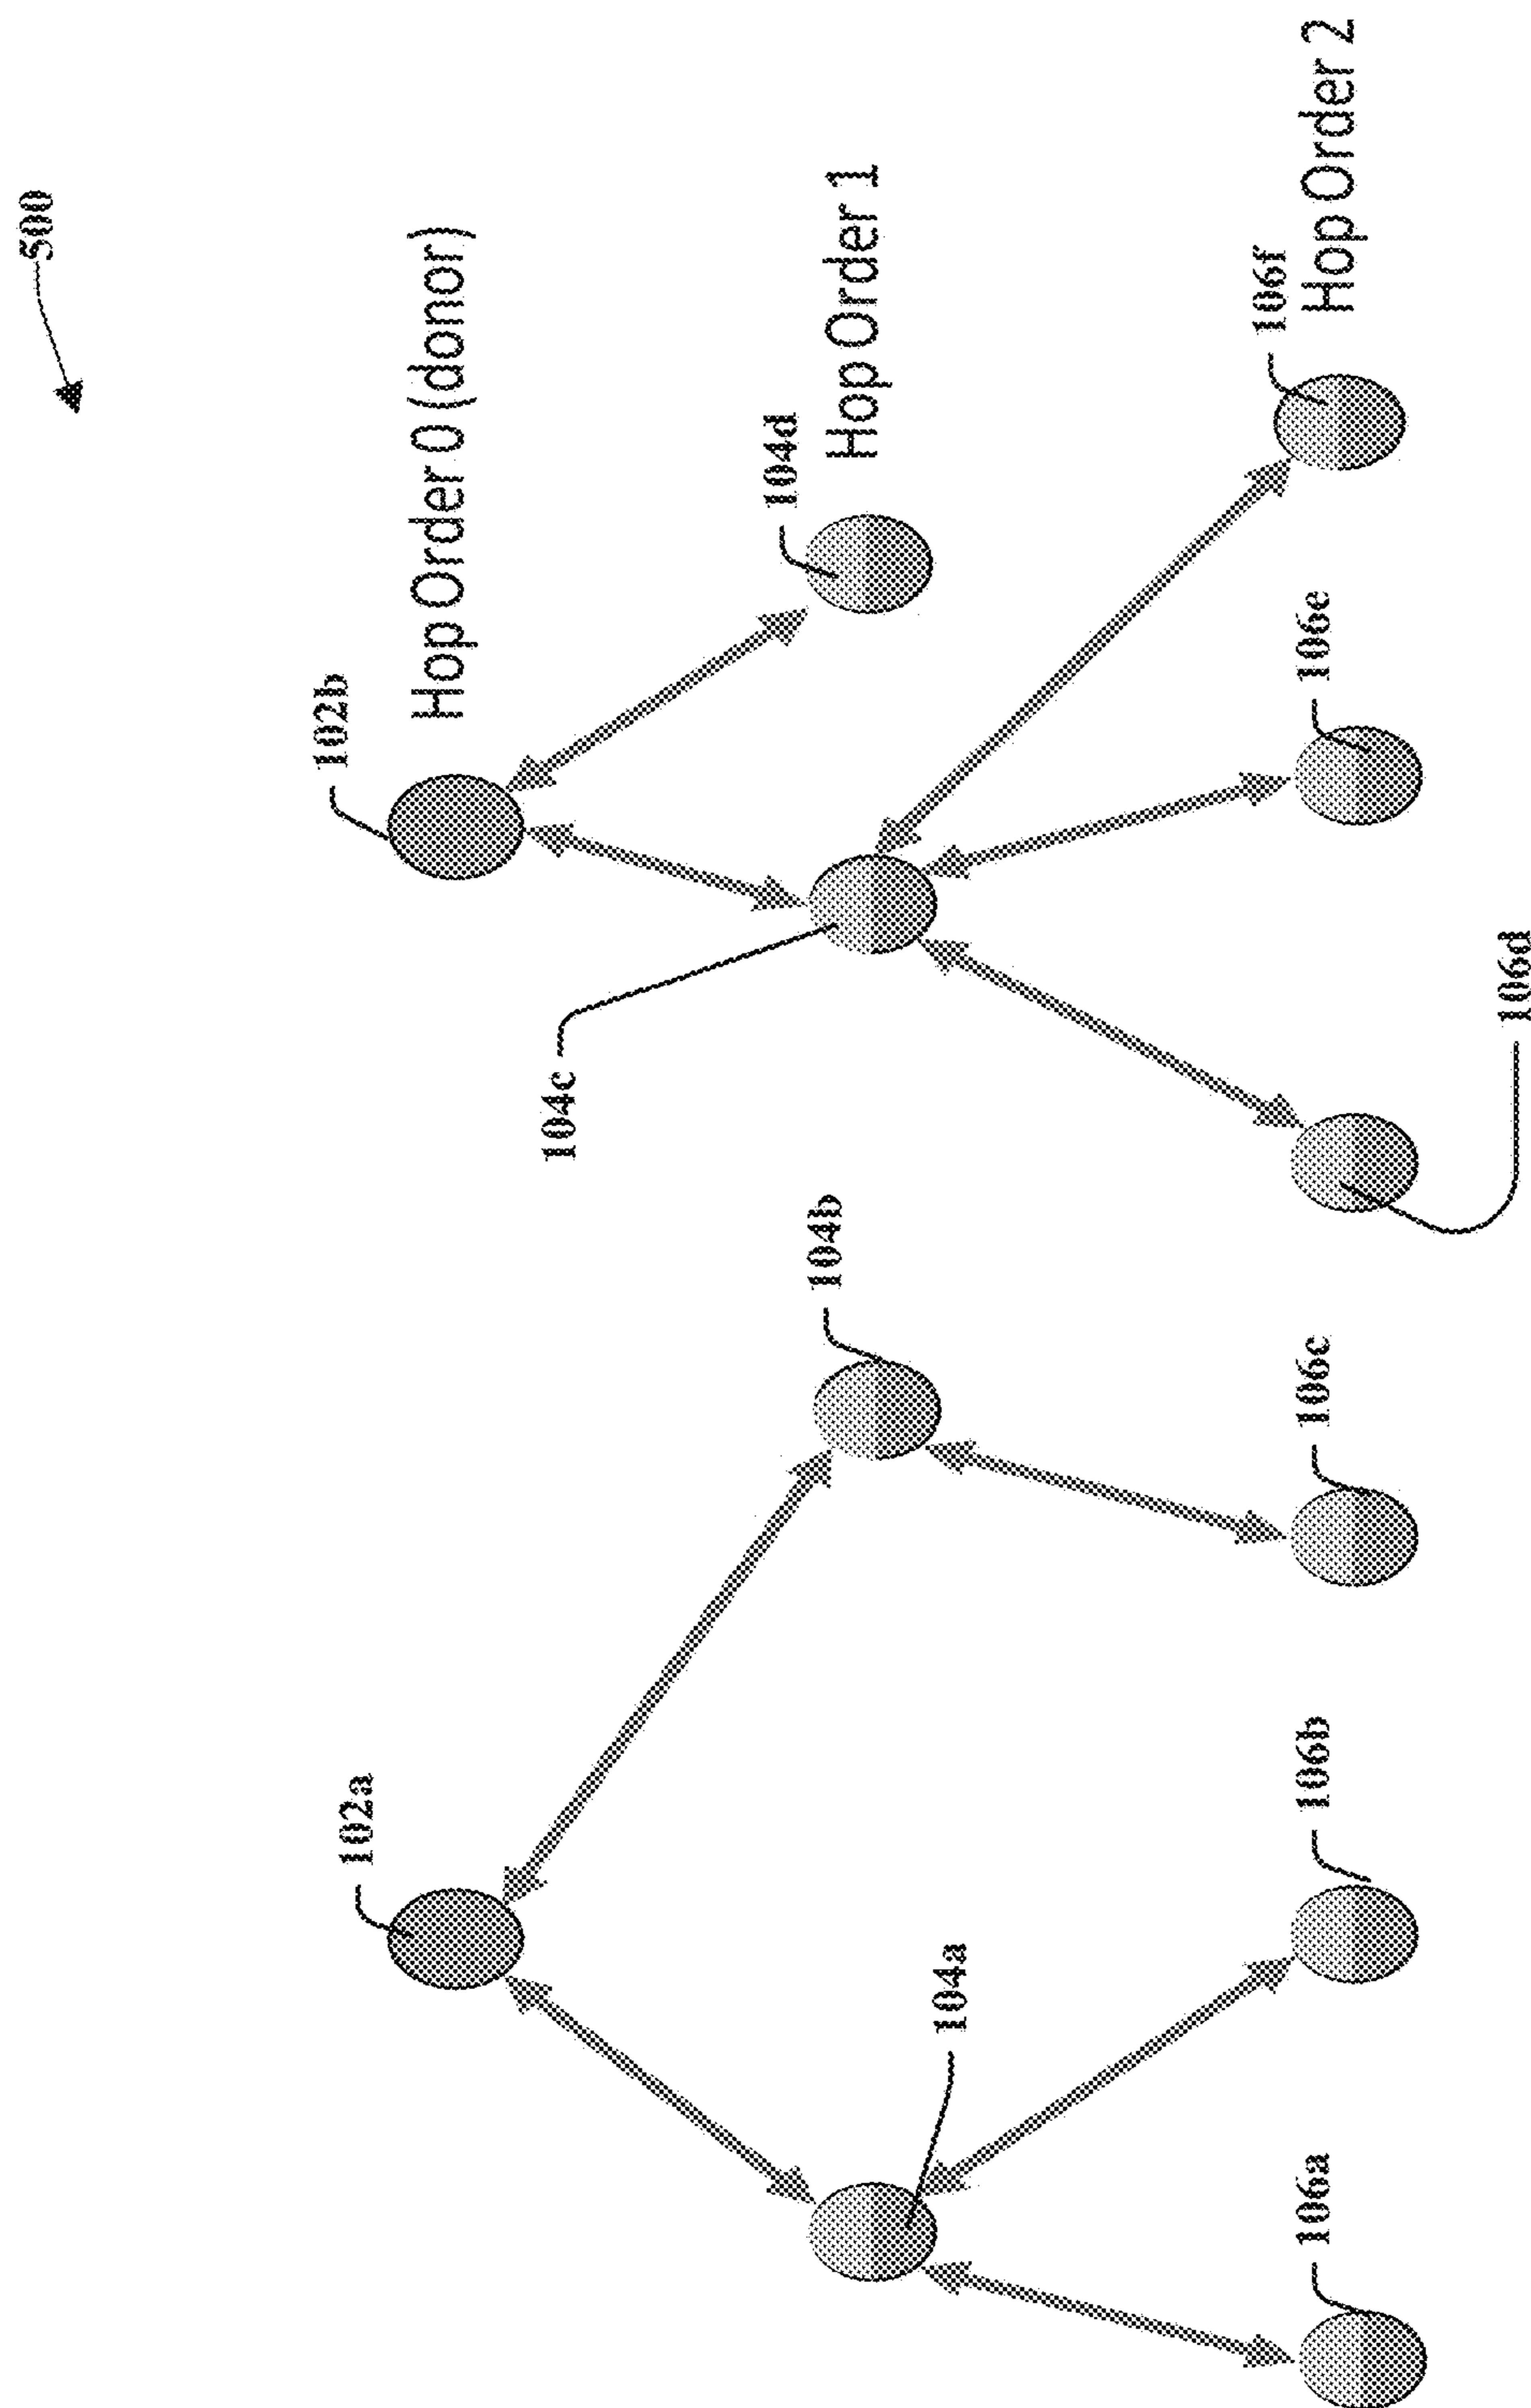 500
102a
102b
Hop Order 0 (donor)
104a
104b
104c
104d
Hop Order 1
106a
106b
106c
106d
106e
106f
Hop Order 2